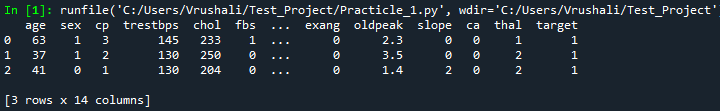 In [1]: runfile('C:/Users/Vrushali/Test_Project/Practicle_1.py', wdir='C:/Users/Vrushali/Test_Project'
age sex cp trestbps chol fbs ... exang oldpeak slope ca thal target
0 63 1 3 145 233 1 ... 0 2.3 0 0 1 1
1 37 1 2 130 250 0 ... 0 3.5 0 0 2 1
2 41 0 1 130 204 0 ... 0 1.4 2 0 2 1
[3 rows x 14 columns]